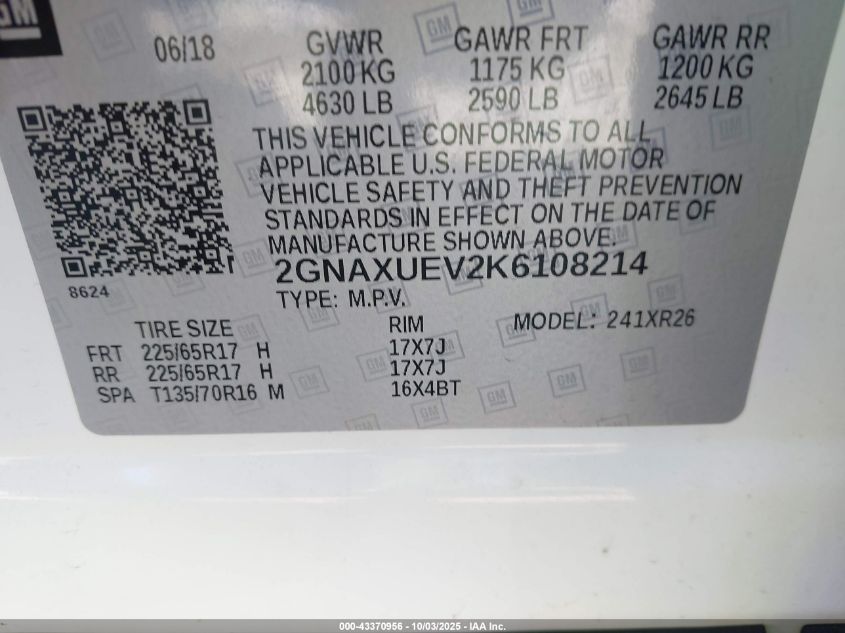 GM
06/18 GVWR GAWR FRT GAWR RR
2100 KG 1175 KG 1200 KG
4630 LB 2590 LB 2645 LB
THIS VEHICLE CONFORMS TO ALL
APPLICABLE U.S. FEDERAL MOTOR
VEHICLE SAFETY AND THEFT PREVENTION
STANDARDS IN EFFECT ON THE DATE OF
MANUFACTURE SHOWN ABOVE.
2GNAXUEV2K6108214
8624
TYPE: M.P.V.
TIRE SIZE RIM MODEL: 241XR26
FRT 225/65R17 H 17X7J
RR 225/65R17 H 17X7J
SPA T135/70R16 M 16X4BT
000-43370956 - 10/03/2025 - IAA Inc.